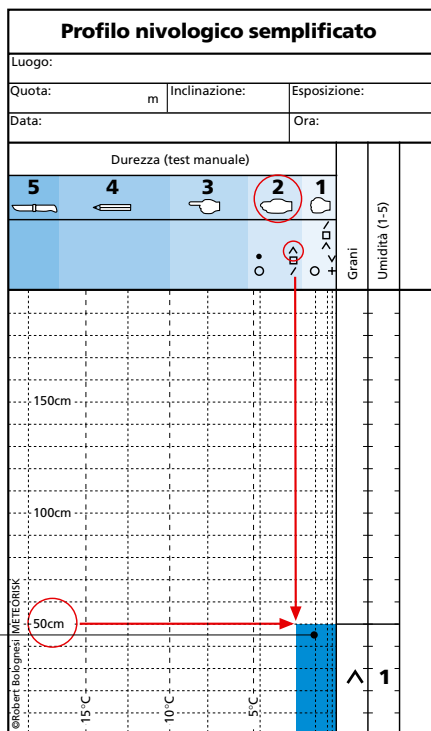 Profilo nivologico semplificato
Luogo:
Quota: m Inclinazione: Esposizione:
Data: Ora:
Durezza (test manuale)
5 4 3 2 1
Grani
Umidità (1-5)
150cm
100cm
50cm
1
15°C 10°C 5°C
©Robert Bolognesi METEORISK